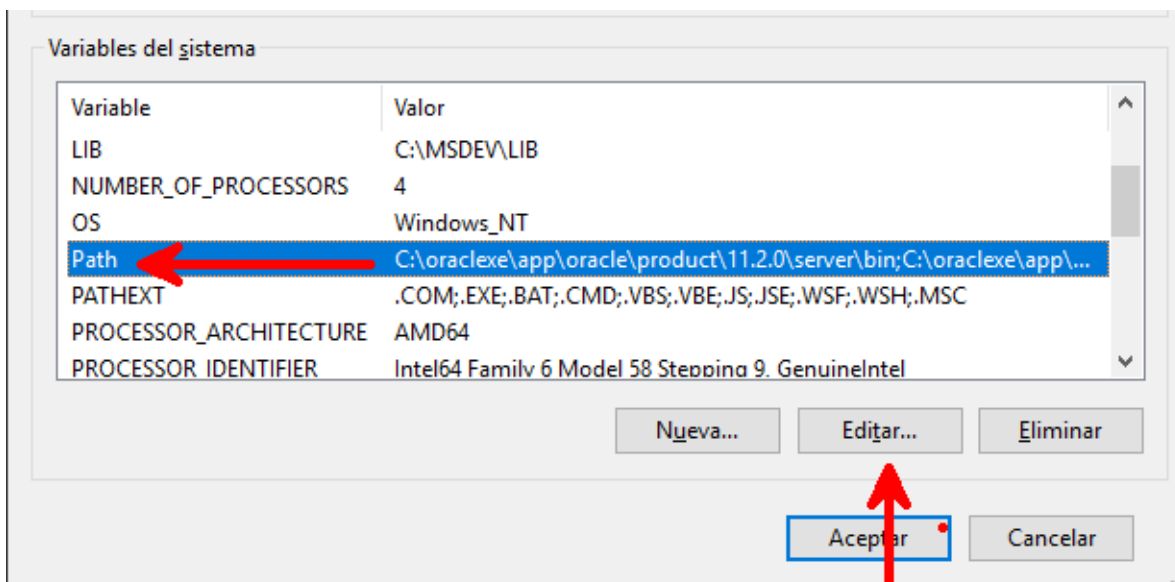 Variables del sistema
Variable Valor
LIB C:\MSDEV\LIB
NUMBER_OF_PROCESSORS 4
OS Windows_NT
Path C:\oraclexe\app\oracle\product\11.2.0\server\bin;C:\oraclexe\app\...
PATHEXT .COM;.EXE;.BAT;.CMD;.VBS;.VBE;.JS;.JSE;.WSF;.WSH;.MSC
PROCESSOR_ARCHITECTURE AMD64
PROCESSOR_IDENTIFIER Intel64 Family 6 Model 58 Stepping 9, GenuineIntel
Nueva... Editar... Eliminar
Aceptar Cancelar